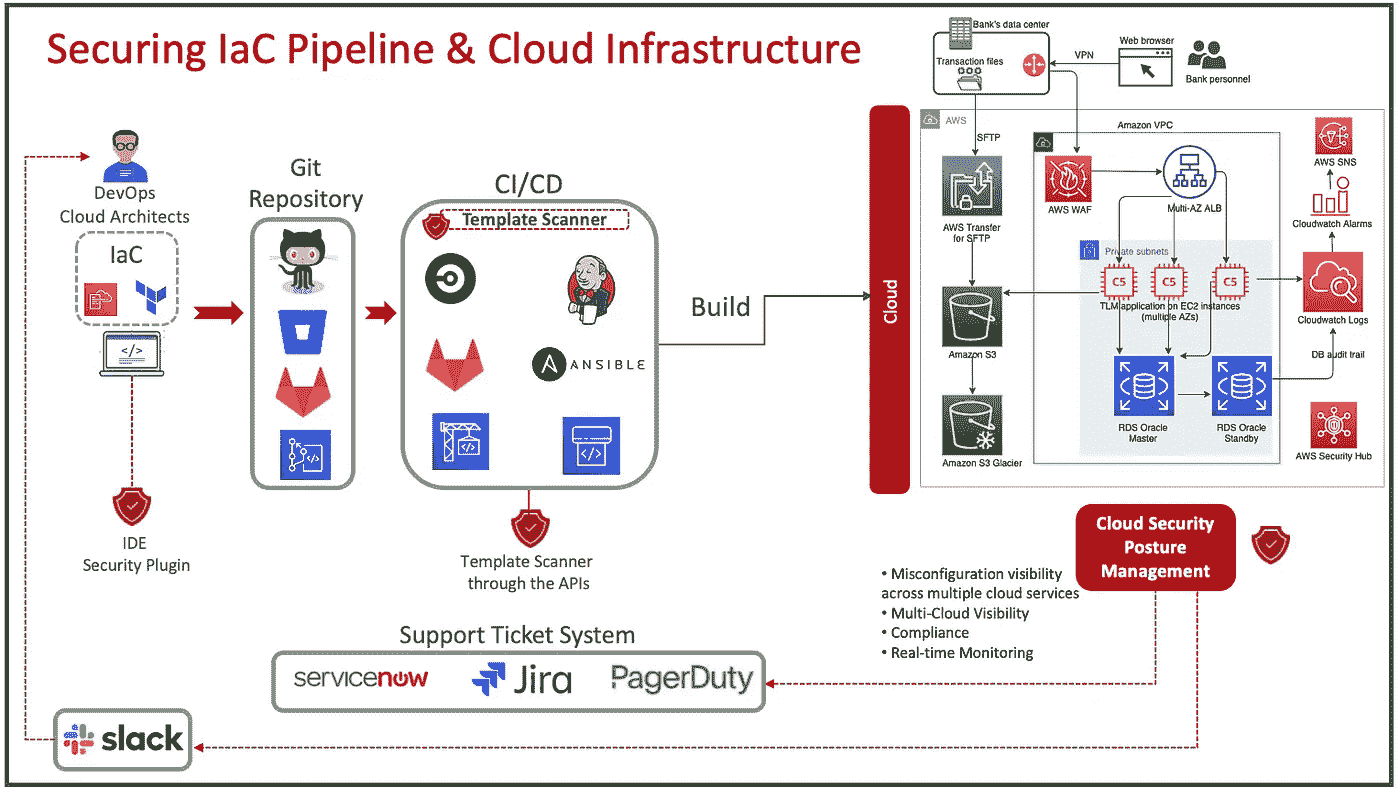 Securing IaC Pipeline & Cloud Infrastructure
DevOps
Cloud Architects
IaC
</>
IDE
Security Plugin
Git
Repository
</>
CI/CD
Template Scanner
ANSIBLE
</>
</>
Template Scanner
through the APIs
Build
Cloud
Bank's data center
Transaction files
VPN
Web browser
Bank personnel
AWS
SFTP
Amazon VPC
AWS Transfer
for SFTP
AWS WAF
Multi-AZ ALB
AWS SNS
Cloudwatch Alarms
Private subnets
C5
C5
C5
TLM application on EC2 instances
(multiple AZs)
Cloudwatch Logs
Amazon S3
DB audit trail
RDS Oracle
Master
RDS Oracle
Standby
Amazon S3 Glacier
AWS Security Hub
Cloud Security
Posture
Management
• Misconfiguration visibility
across multiple cloud services
• Multi-Cloud Visibility
• Compliance
• Real-time Monitoring
Support Ticket System
servicenow
Jira
PagerDuty
slack